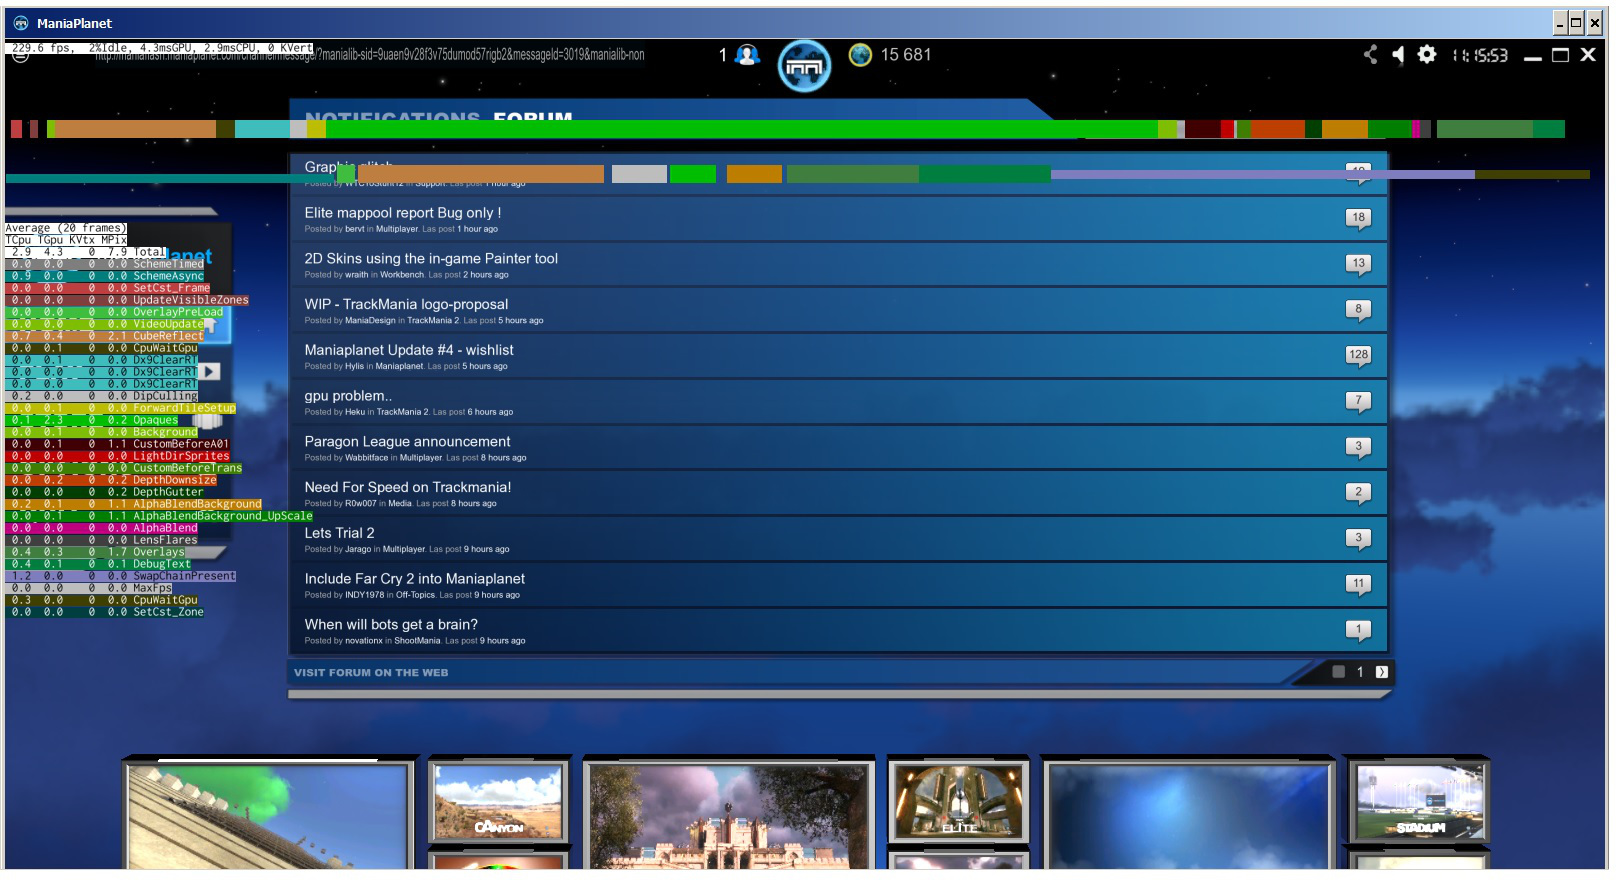 ManiaPlanet
229.6 fps, 2%Idle, 4.3msGPU, 2.9msCPU, 0 KVert
1
15 681
11:15:53
NOTIFICATIONS FORUM
Graphic glitch
Posted by WTC10Stunt12 in Support. Las post 1 hour ago
Elite mappool report Bug only !
Posted by bervt in Multiplayer. Las post 1 hour ago
18
2D Skins using the in-game Painter tool
Posted by wraith in Workbench. Las post 2 hours ago
13
WIP - TrackMania logo-proposal
Posted by ManiaDesign in TrackMania 2. Las post 5 hours ago
8
Maniaplanet Update #4 - wishlist
Posted by Hylis in Maniaplanet. Las post 5 hours ago
128
gpu problem..
Posted by Heku in TrackMania 2. Las post 6 hours ago
7
Paragon League announcement
Posted by Wabbitface in Multiplayer. Las post 8 hours ago
3
Need For Speed on Trackmania!
Posted by R0w007 in Media. Las post 8 hours ago
2
Lets Trial 2
Posted by Jarago in Multiplayer. Las post 9 hours ago
3
Include Far Cry 2 into Maniaplanet
Posted by INDY1978 in Off-Topics. Las post 9 hours ago
11
When will bots get a brain?
Posted by novationx in ShootMania. Las post 9 hours ago
1
VISIT FORUM ON THE WEB
1
Average (20 frames)
TCpu TGpu KVtx MPix
2.9 4.3 0 7.9 Total
0.0 0.0 0 0.0 SchemeTimed
0.9 0.0 0 0.0 SchemeAsync
0.0 0.0 0 0.0 SetCst_Frame
0.0 0.0 0 0.0 UpdateVisibleZones
0.0 0.0 0 0.0 OverlayPreLoad
0.0 0.0 0 0.0 VideoUpdate
0.7 0.4 0 2.1 CubeReflect
0.0 0.1 0 0.0 CpuWaitGpu
0.0 0.1 0 0.0 Dx9ClearRT
0.0 0.0 0 0.0 Dx9ClearRT
0.0 0.0 0 0.0 Dx9ClearRT
0.2 0.0 0 0.0 DipCulling
0.0 0.1 0 0.0 ForwardTileSetup
0.1 2.3 0 0.2 Opaques
0.0 0.1 0 0.0 Background
0.0 0.1 0 1.1 CustomBeforeA01
0.0 0.0 0 0.0 LightDirSprites
0.0 0.0 0 0.0 CustomBeforeTrans
0.0 0.2 0 0.2 DepthDownsize
0.0 0.0 0 0.2 DepthGutter
0.2 0.1 0 1.1 AlphaBlendBackground
0.0 0.1 0 1.1 AlphaBlendBackground_UpScale
0.0 0.0 0 0.0 AlphaBlend
0.0 0.0 0 0.0 LensFlares
0.4 0.3 0 1.7 Overlays
0.4 0.1 0 0.1 DebugText
1.2 0.0 0 0.0 SwapChainPresent
0.0 0.0 0 0.0 MaxFps
0.3 0.0 0 0.0 CpuWaitGpu
0.0 0.0 0 0.0 SetCst_Zone
CANYON
ELITE
STADIUM